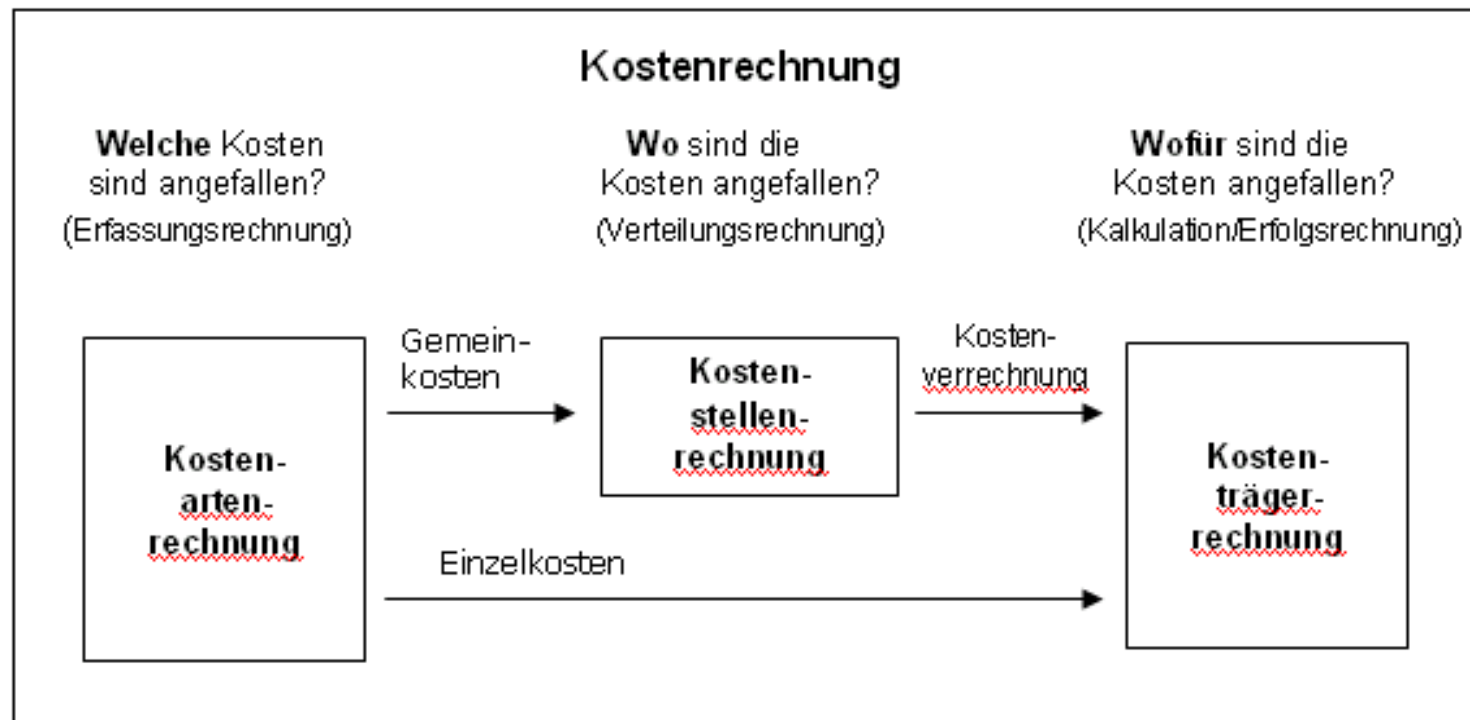 Kostenrechnung
Welche Kosten
sind angefallen?
(Erfassungsrechnung)
Wo sind die
Kosten angefallen?
(Verteilungsrechnung)
Wofür sind die
Kosten angefallen?
(Kalkulation/Erfolgsrechnung)
Kosten-
arten-
rechnung
Gemein-
kosten
Kosten-
stellen-
rechnung
Kosten-
verrechnung
Kosten-
träger-
rechnung
Einzelkosten